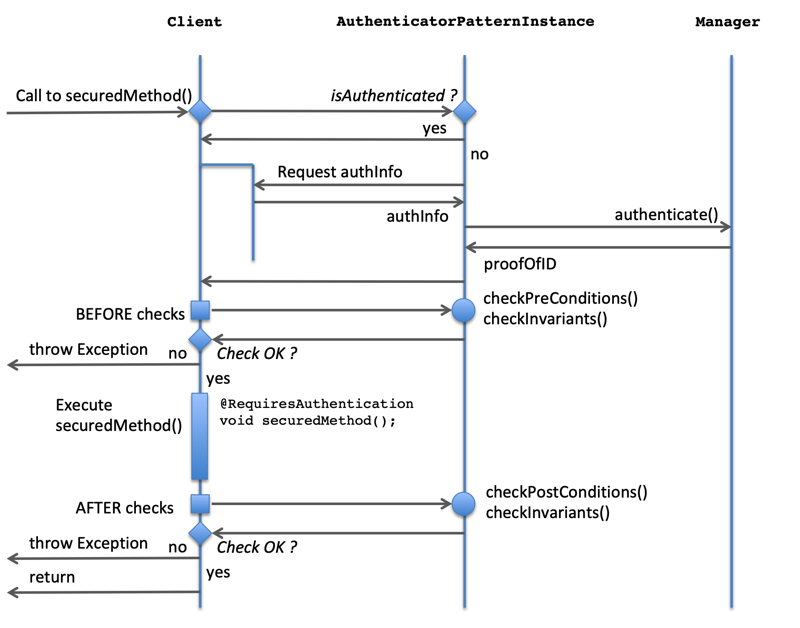 Client
AuthenticatorPatternInstance
Manager
Call to securedMethod()
isAuthenticated ?
yes
no
Request authInfo
authInfo
authenticate()
proofOfID
BEFORE checks
checkPreConditions()
checkInvariants()
throw Exception
no
Check OK ?
yes
Execute
securedMethod()
@RequiresAuthentication
void securedMethod();
AFTER checks
checkPostConditions()
checkInvariants()
throw Exception
no
Check OK ?
yes
return